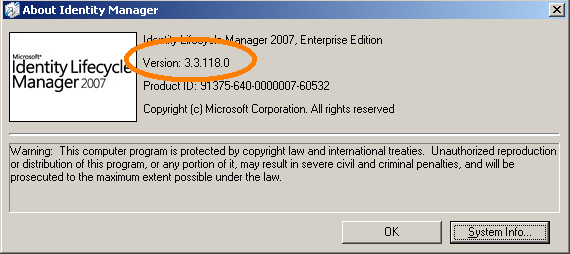 About Identity Manager
Microsoft®
Identity Lifecycle
Manager 2007
Identity Lifecycle Manager 2007, Enterprise Edition
Version: 3.3.118.0
Product ID: 91375-640-0000007-60532
Copyright (c) Microsoft Corporation. All rights reserved
Warning: This computer program is protected by copyright law and international treaties. Unauthorized reproduction
or distribution of this program, or any portion of it, may result in severe civil and criminal penalties, and will be
prosecuted to the maximum extent possible under the law.
OK
System Info...